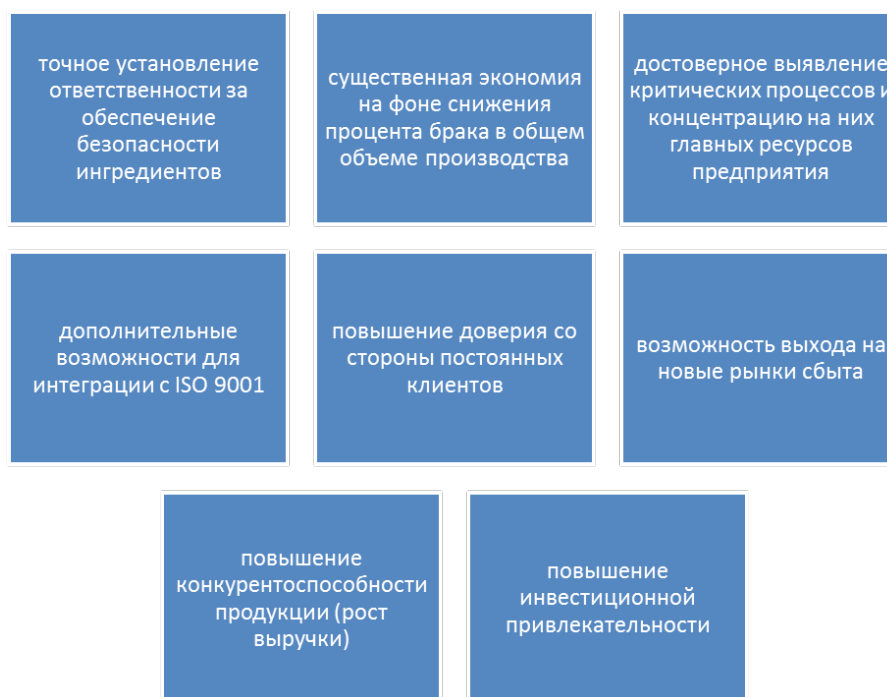 точное установление
ответственности за
обеспечение
безопасности
ингредиентов
существенная экономия
на фоне снижения
процента брака в общем
объеме производства
достоверное выявление
критических процессов и
концентрацию на них
главных ресурсов
предприятия
дополнительные
возможности для
интеграции с ISO 9001
повышение доверия со
стороны постоянных
клиентов
возможность выхода на
новые рынки сбыта
повышение
конкурентоспособности
продукции (рост
выручки)
повышение
инвестиционной
привлекательности